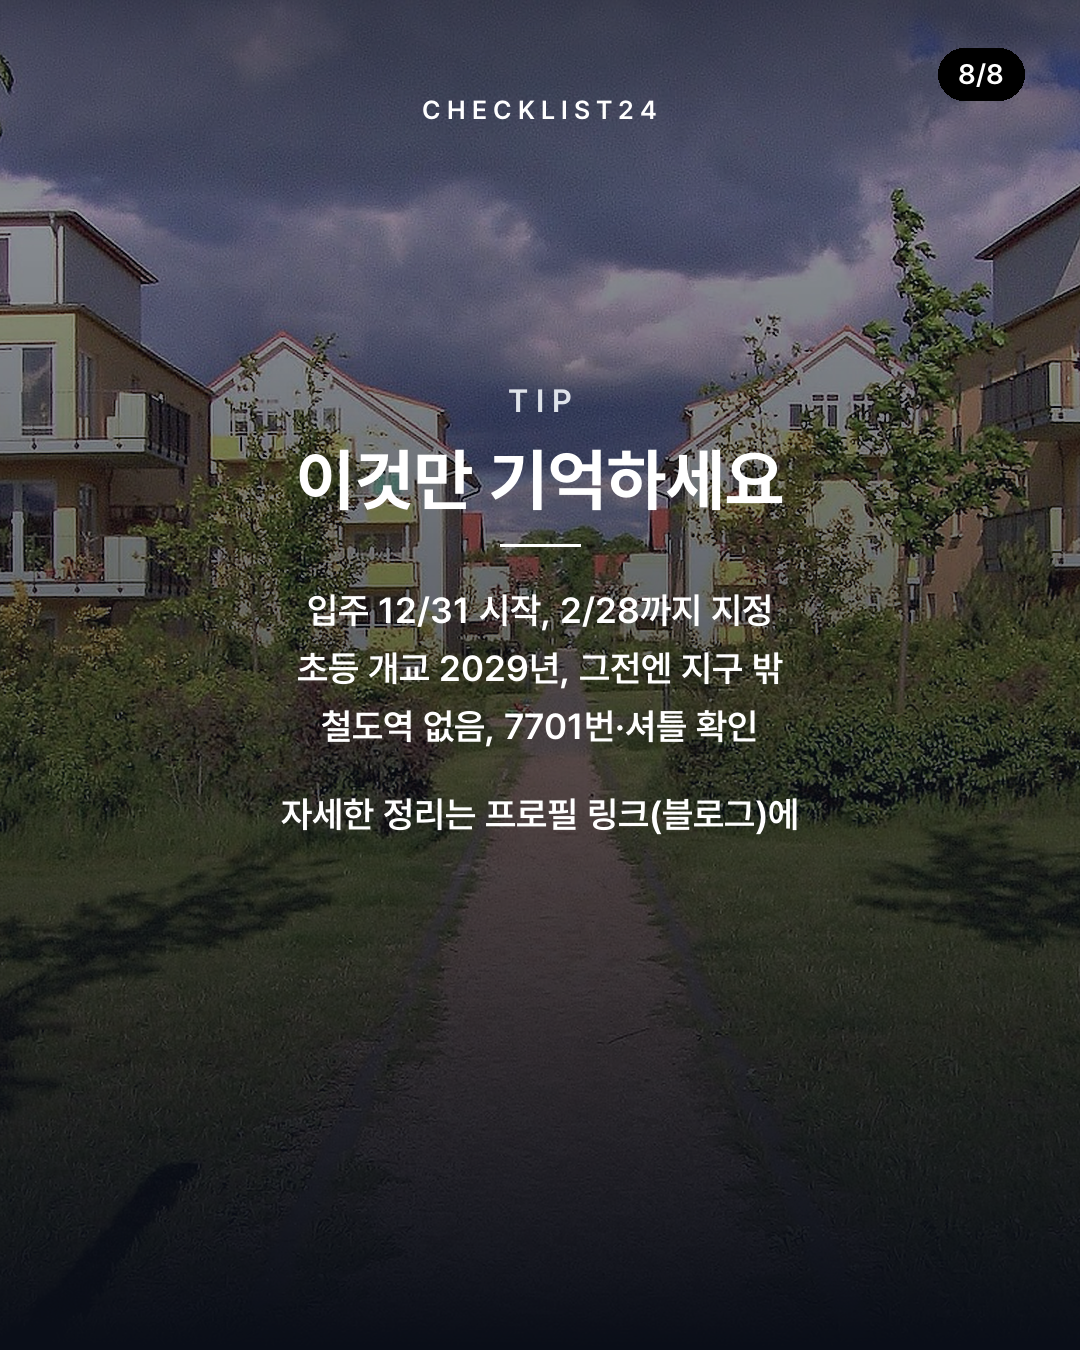 8/8
CHECKLIST24
TIP
이것만 기억하세요
입주 12/31 시작, 2/28까지 지정
초등 개교 2029년, 그전엔 지구 밖
철도역 없음, 7701번·셔틀 확인
자세한 정리는 프로필 링크(블로그)에